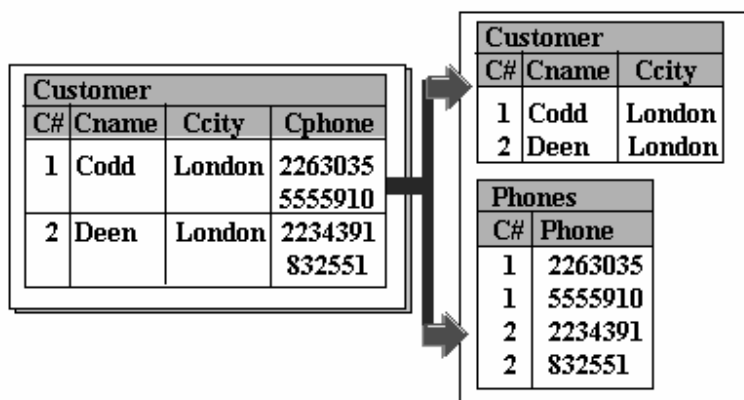 Customer
C# Cname Ccity Cphone
1 Codd London 2263035
5555910
2 Deen London 2234391
832551
Customer
C# Cname Ccity
1 Codd London
2 Deen London
Phones
C# Phone
1 2263035
1 5555910
2 2234391
2 832551